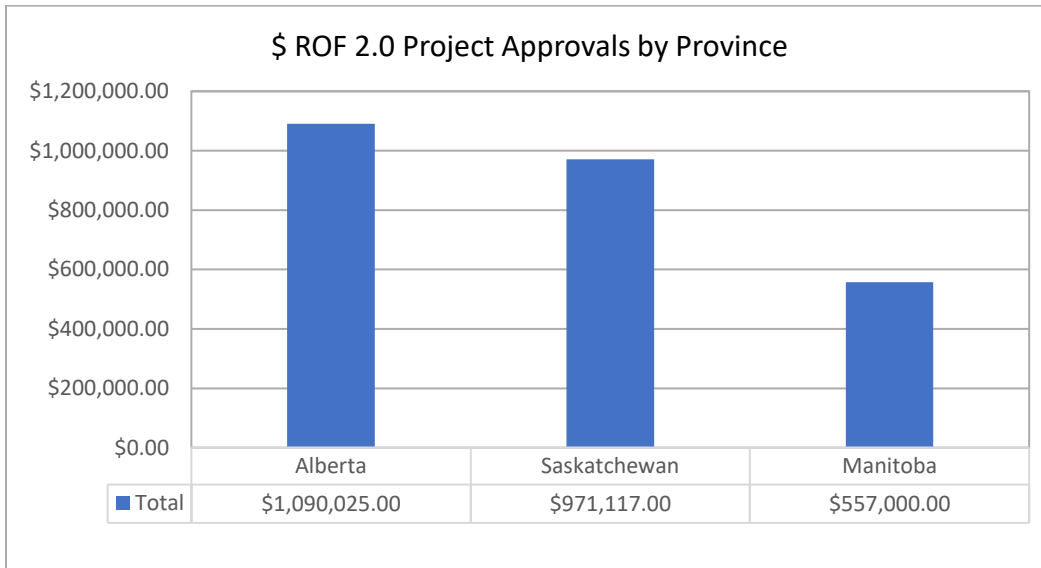 $ ROF 2.0 Project Approvals by Province
$1,200,000.00
$1,000,000.00
$800,000.00
$600,000.00
$400,000.00
$200,000.00
$0.00
Alberta Saskatchewan Manitoba
Total $1,090,025.00 $971,117.00 $557,000.00